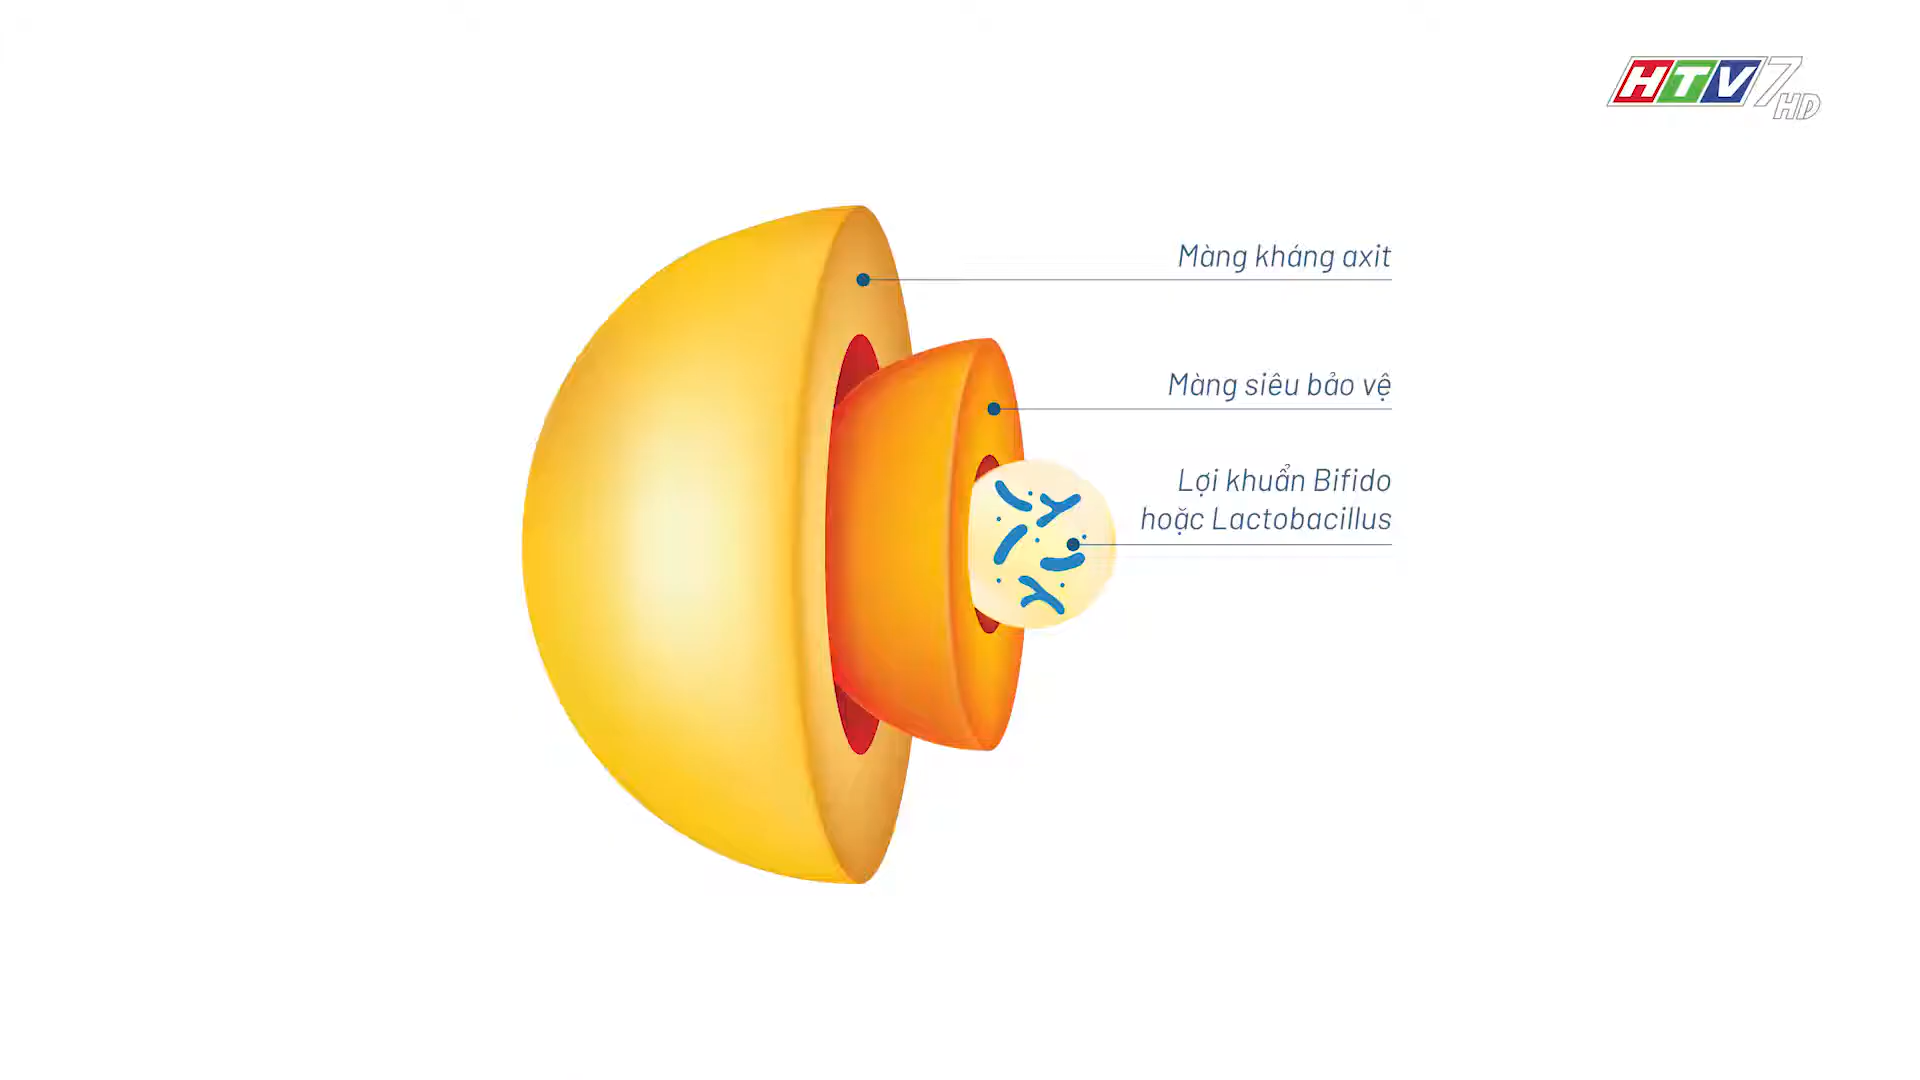 HTV7
HD
Màng kháng axit
Màng siêu bảo vệ
Lợi khuẩn Bifido
hoặc Lactobacillus